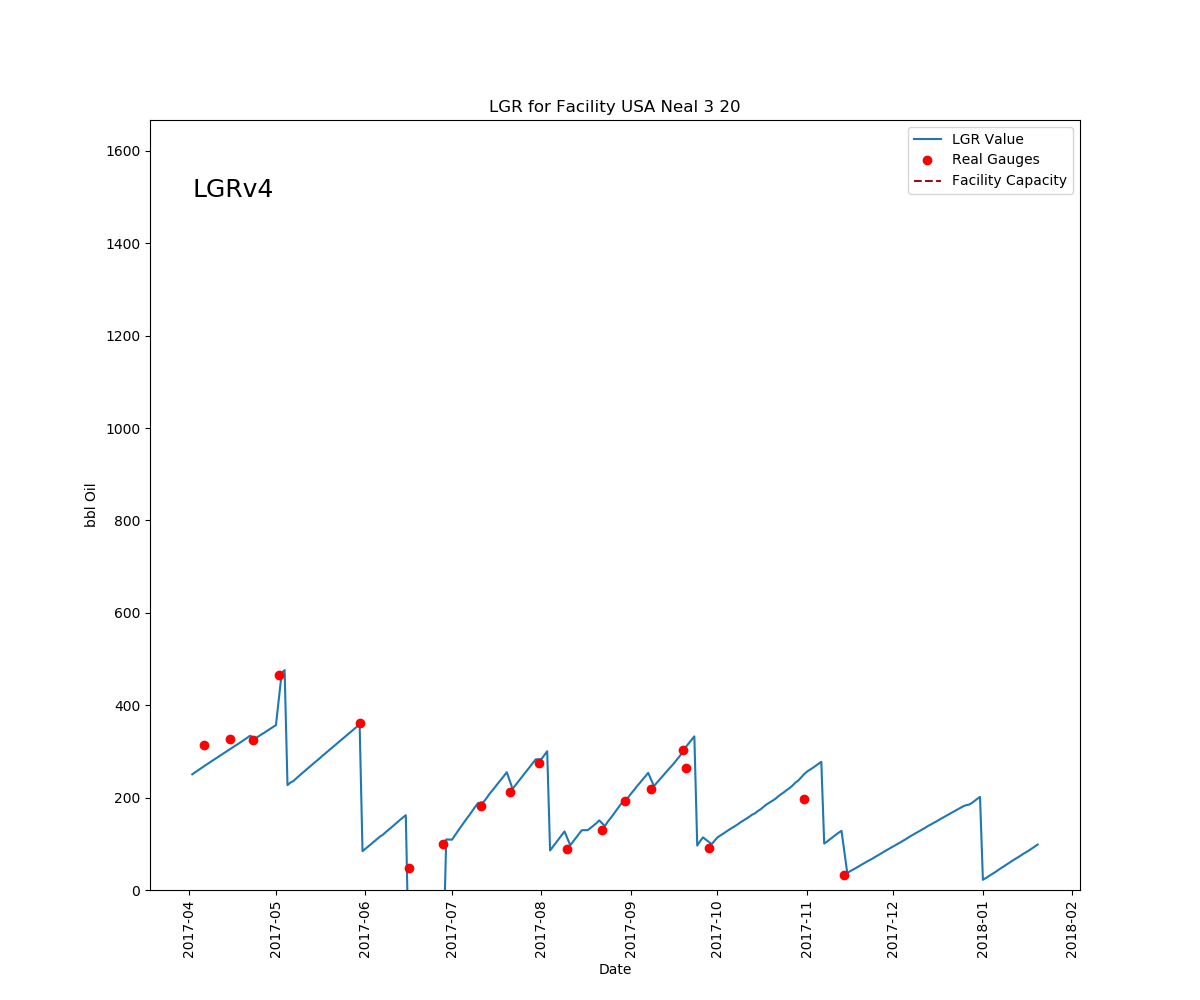 LGR for Facility USA Neal 3 20
LGR Value
Real Gauges
Facility Capacity
LGRv4
1600
1400
1200
1000
800
600
400
200
0
bbl Oil
2017-04
2017-05
2017-06
2017-07
2017-08
2017-09
2017-10
2017-11
2017-12
2018-01
2018-02
Date